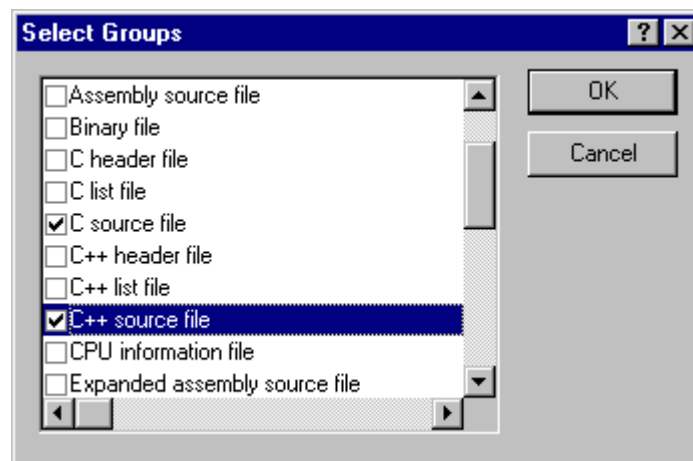 Select Groups
Assembly source file
Binary file
C header file
C list file
C source file
C++ header file
C++ list file
C++ source file
CPU information file
Expanded assembly source file
OK
Cancel